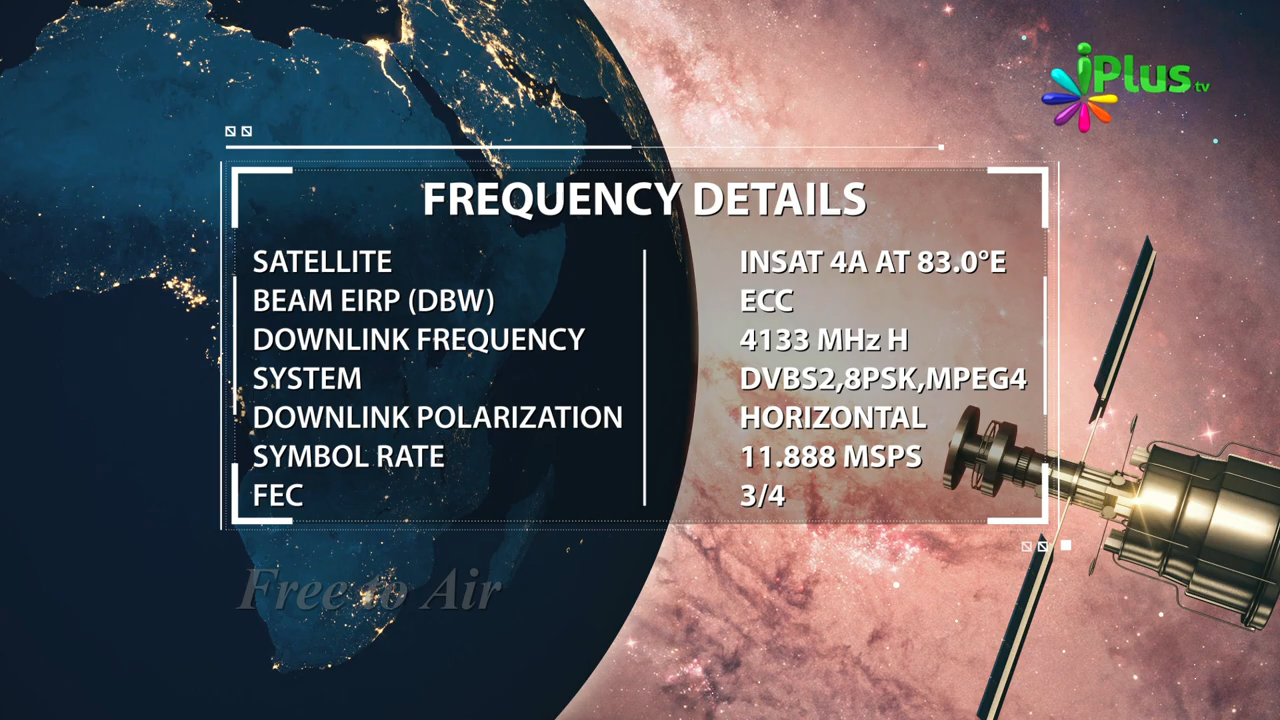 iPlus tv
FREQUENCY DETAILS
SATELLITE INSAT 4A AT 83.0°E
BEAM EIRP (DBW) ECC
DOWNLINK FREQUENCY 4133 MHz H
SYSTEM DVBS2,8PSK,MPEG4
DOWNLINK POLARIZATION HORIZONTAL
SYMBOL RATE 11.888 MSPS
FEC 3/4
Free to Air